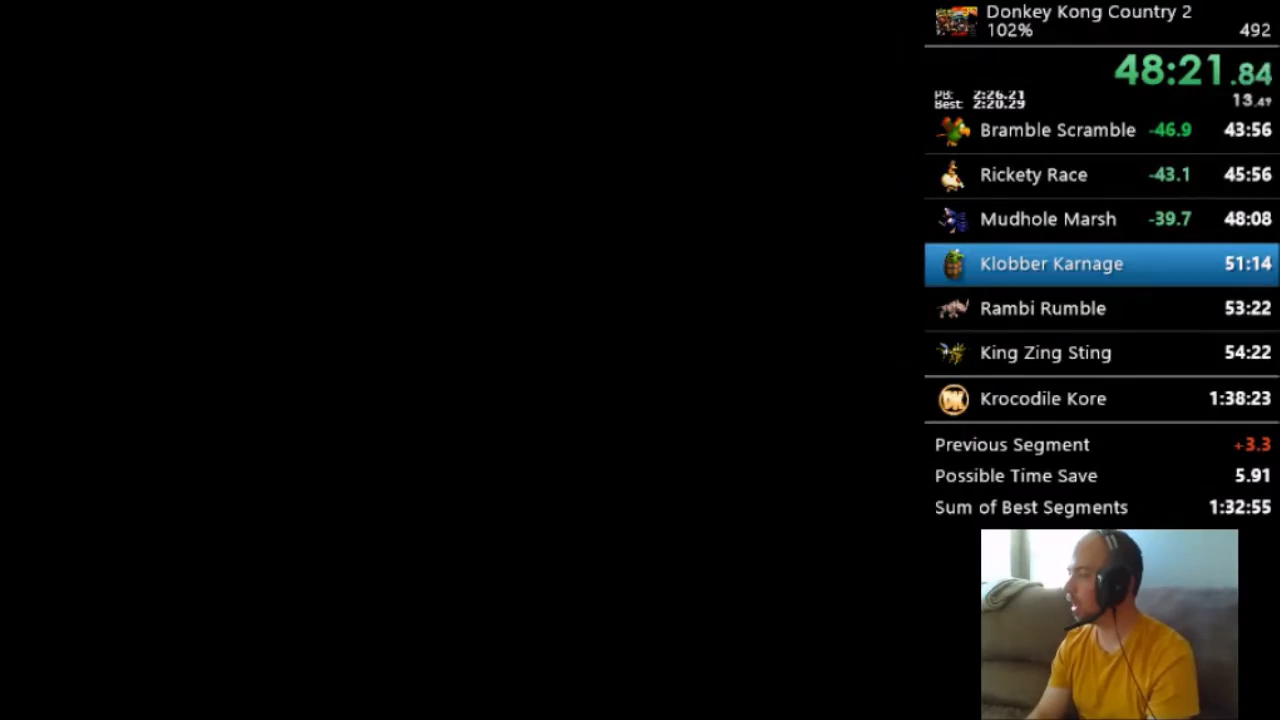 Donkey Kong Country 2
102% 492
48:21.84
PB: 2:26.21 13.49
Best: 2:20.29
Bramble Scramble -46.9 43:56
Rickety Race -43.1 45:56
Mudhole Marsh -39.7 48:08
Klobber Karnage 51:14
Rambi Rumble 53:22
King Zing Sting 54:22
Krocodile Kore 1:38:23
Previous Segment +3.3
Possible Time Save 5.91
Sum of Best Segments 1:32:55